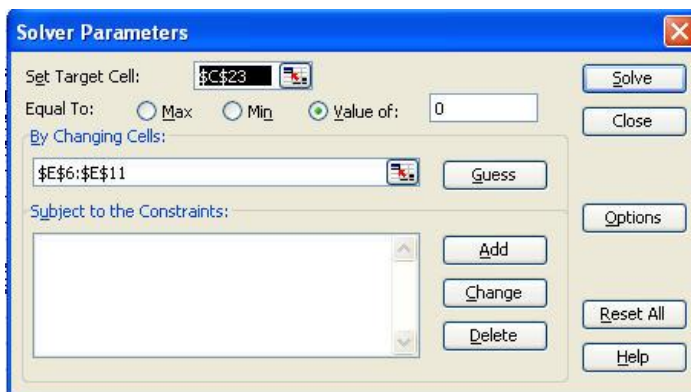 Solver Parameters
Set Target Cell: $C$23 Solve
Equal To: Max Min Value of: 0 Close
By Changing Cells:
$E$6:$E$11 Guess
Subject to the Constraints: Options
Add
Change
Reset All
Delete
Help